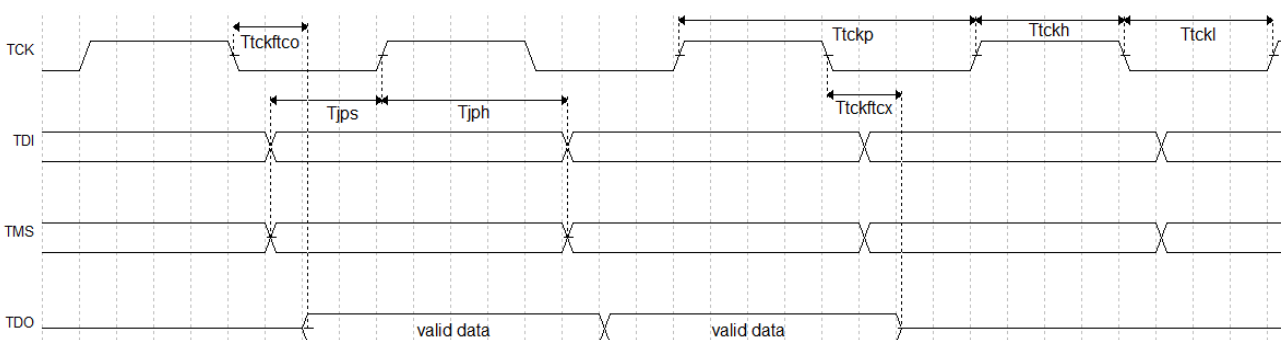 Ttckftco
Ttckp
Ttckh
Ttckl
TCK
Tjps
Tjph
Ttckftcx
TDI
TMS
TDO
valid data
valid data